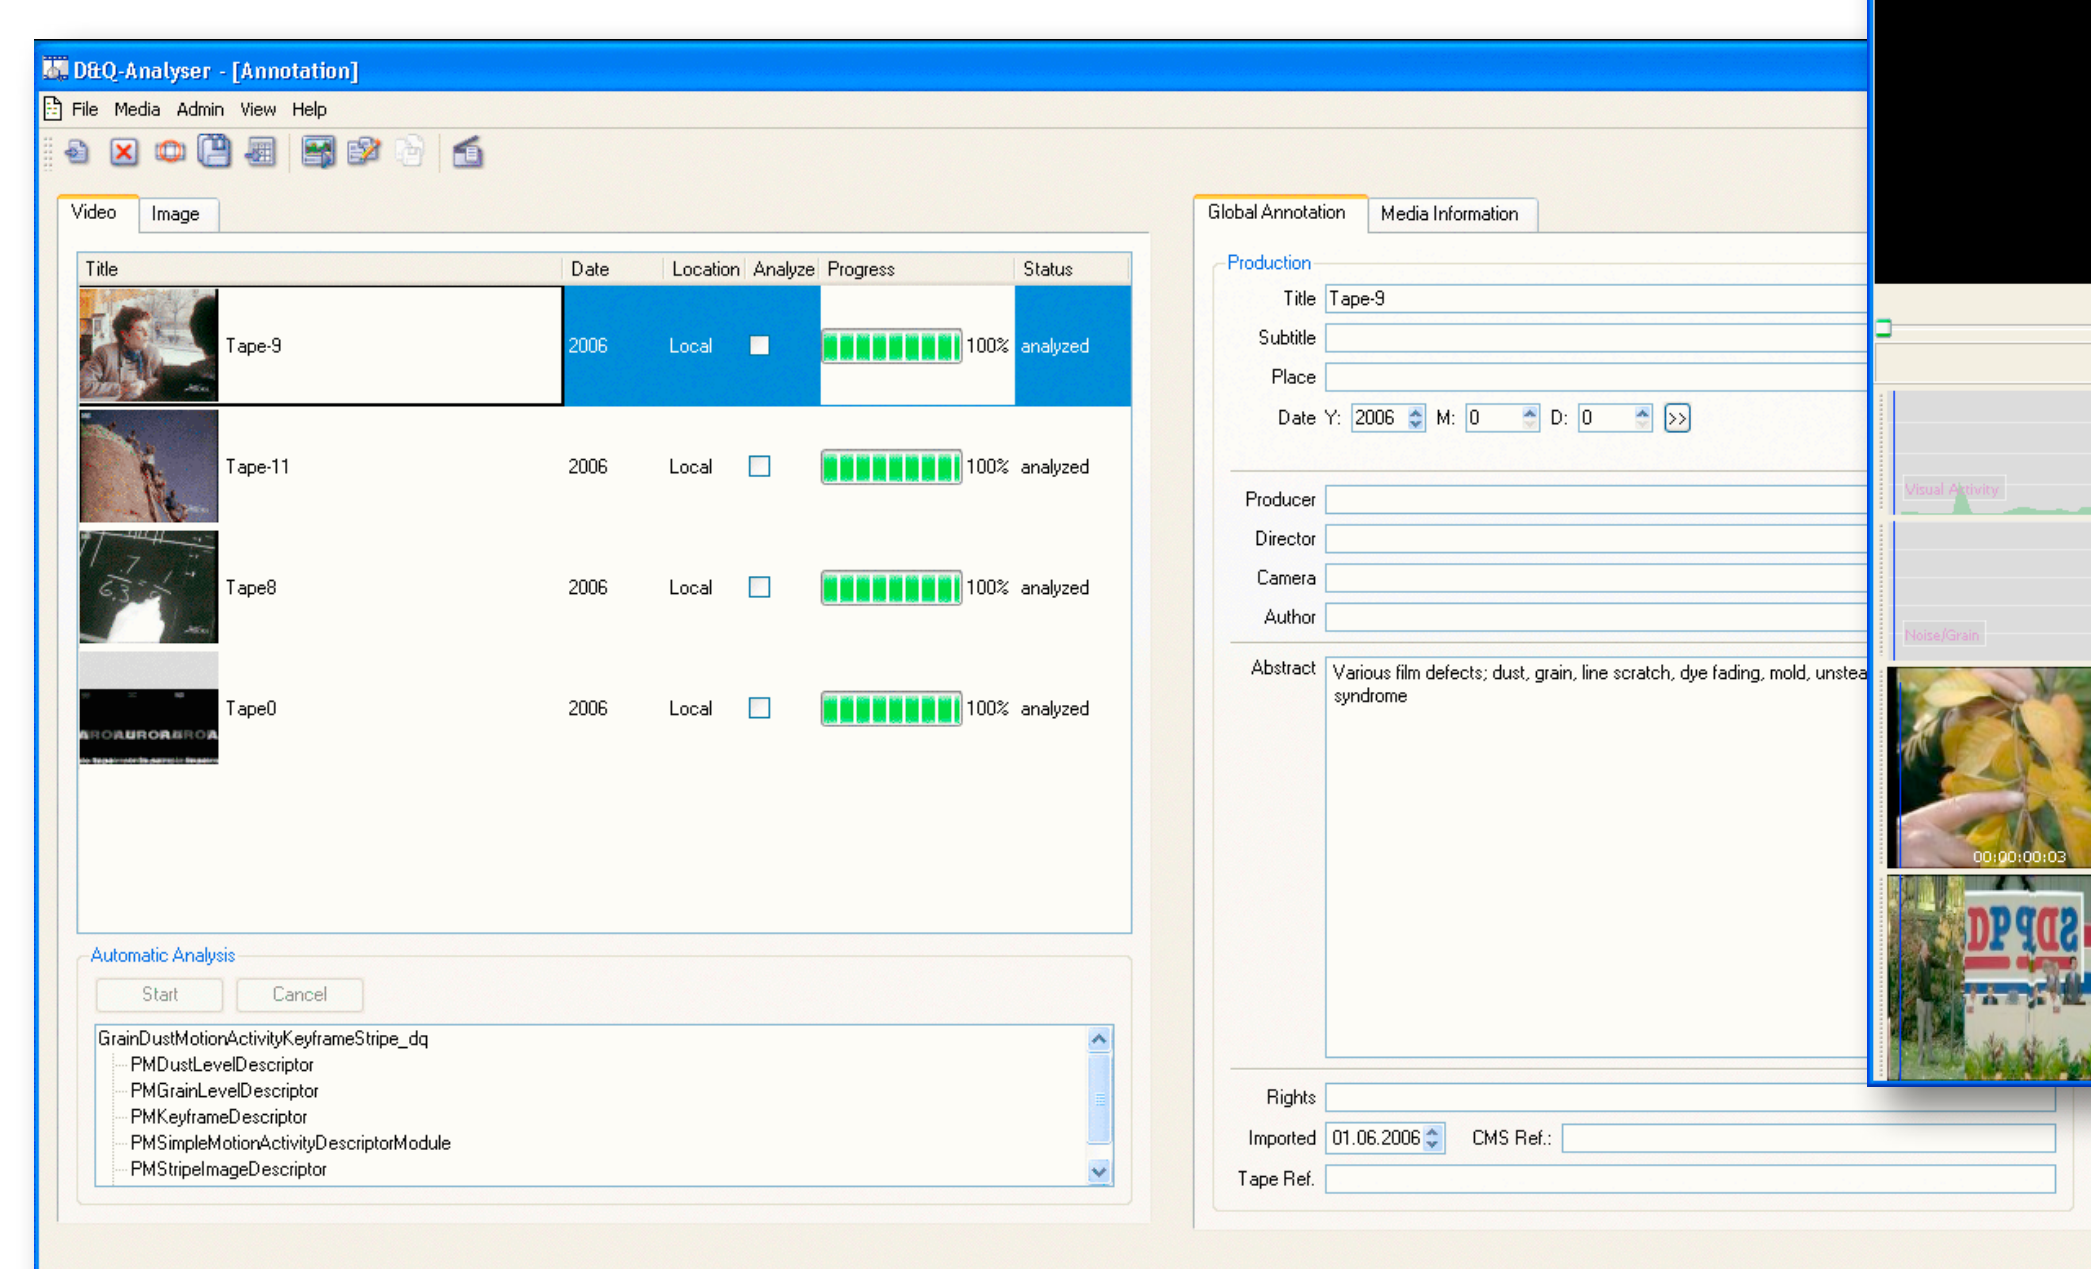 D&Q-Analyser - [Annotation]
File Media Admin View Help
Video Image
Title Date Location Analyze Progress Status
Tape-9 2006 Local 100% analyzed
Tape-11 2006 Local 100% analyzed
Tape8 2006 Local 100% analyzed
Tape0 2006 Local 100% analyzed
AURORA
Automatic Analysis
Start Cancel
GrainDustMotionActivityKeyframeStripe_dq
PMDustLevelDescriptor
PMGrainLevelDescriptor
PMKeyframeDescriptor
PMSimpleMotionActivityDescriptorModule
PMStripeImageDescriptor
Global Annotation Media Information
Production
Title Tape-9
Subtitle
Place
Date Y: 2006 M: 0 D: 0 >>
Producer
Director
Camera
Author
Abstract Various film defects; dust, grain, line scratch, dye fading, mold, unstea
syndrome
Rights
Imported 01.06.2006 CMS Ref.:
Tape Ref.
Visual Activity
Noise/Grain
00:00:00:03